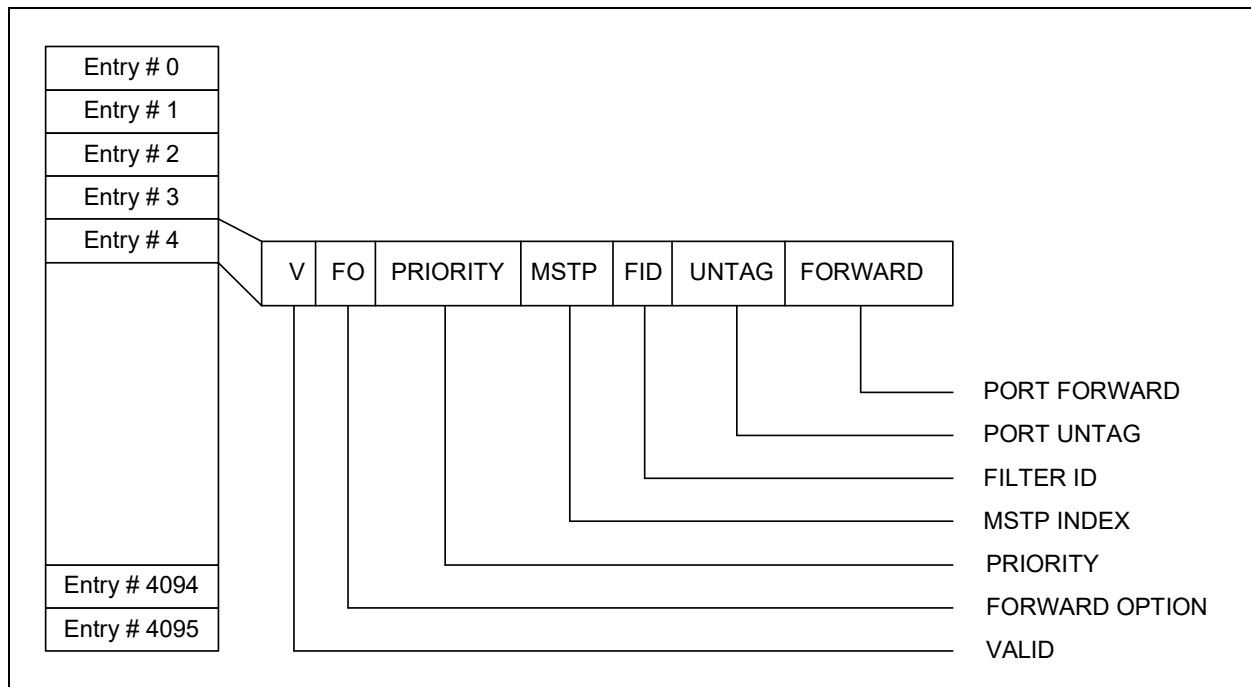 Entry # 0
Entry # 1
Entry # 2
Entry # 3
Entry # 4
V FO PRIORITY MSTP FID UNTAG FORWARD
PORT FORWARD
PORT UNTAG
FILTER ID
MSTP INDEX
PRIORITY
FORWARD OPTION
VALID
Entry # 4094
Entry # 4095